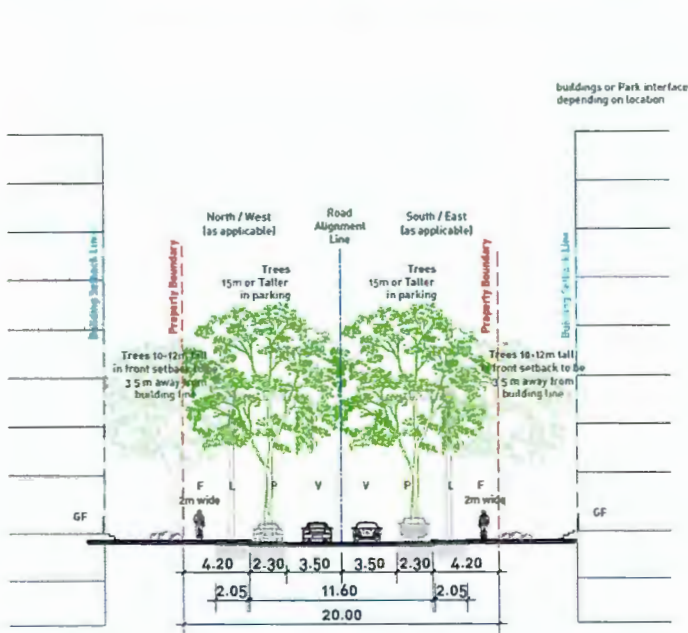 buildings or Park interface
depending on location
North / West
(as applicable)
Road
Alignment
Line
South / East
(as applicable)
Building Setback Line
Property Boundary
Property Boundary
Building Setback Line
Trees
15m or Taller
in parking
Trees
15m or Taller
in parking
Trees 10-12m tall
in front setback to be
3.5 m away from
building line
Trees 10-12m tall
in front setback to be
3.5 m away from
building line
F L P V V P L F
2m wide
2m wide
GF
GF
4.20 2.30 3.50 3.50 2.30 4.20
2.05 11.60 2.05
20.00